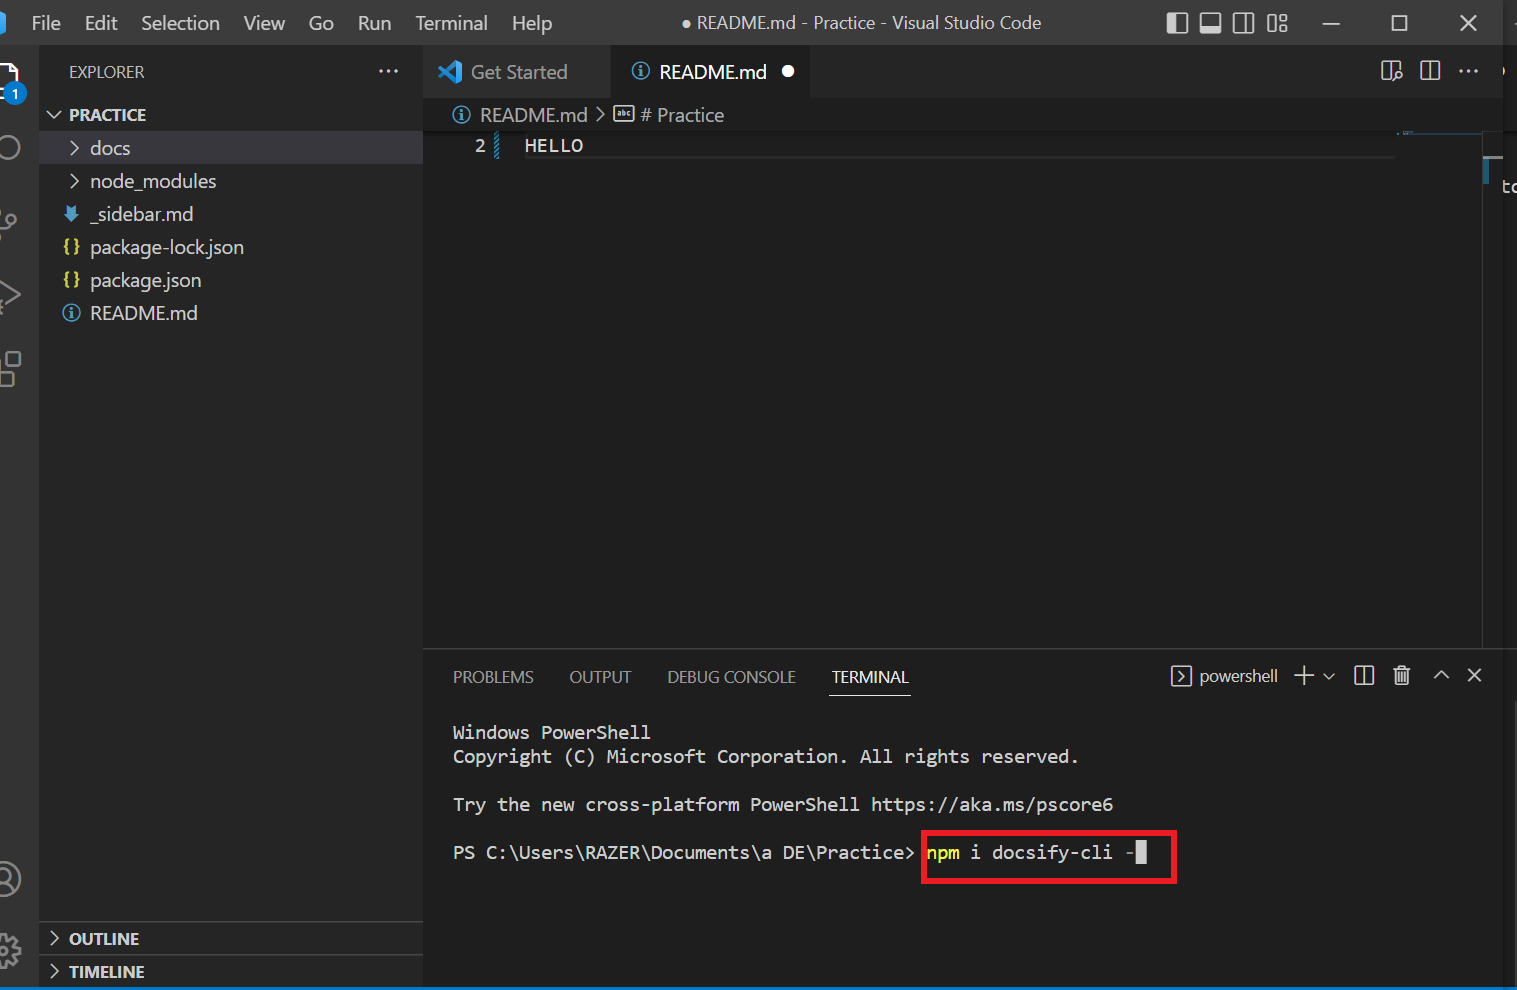 File Edit Selection View Go Run Terminal Help
● README.md - Practice - Visual Studio Code
1
EXPLORER ···
PRACTICE
docs
node_modules
_sidebar.md
{} package-lock.json
{} package.json
README.md
OUTLINE
TIMELINE
Get Started
README.md ●
README.md > abc # Practice
2 HELLO
PROBLEMS OUTPUT DEBUG CONSOLE TERMINAL
powershell
Windows PowerShell
Copyright (C) Microsoft Corporation. All rights reserved.
Try the new cross-platform PowerShell https://aka.ms/pscore6
PS C:\Users\RAZER\Documents\a DE\Practice> npm i docsify-cli -